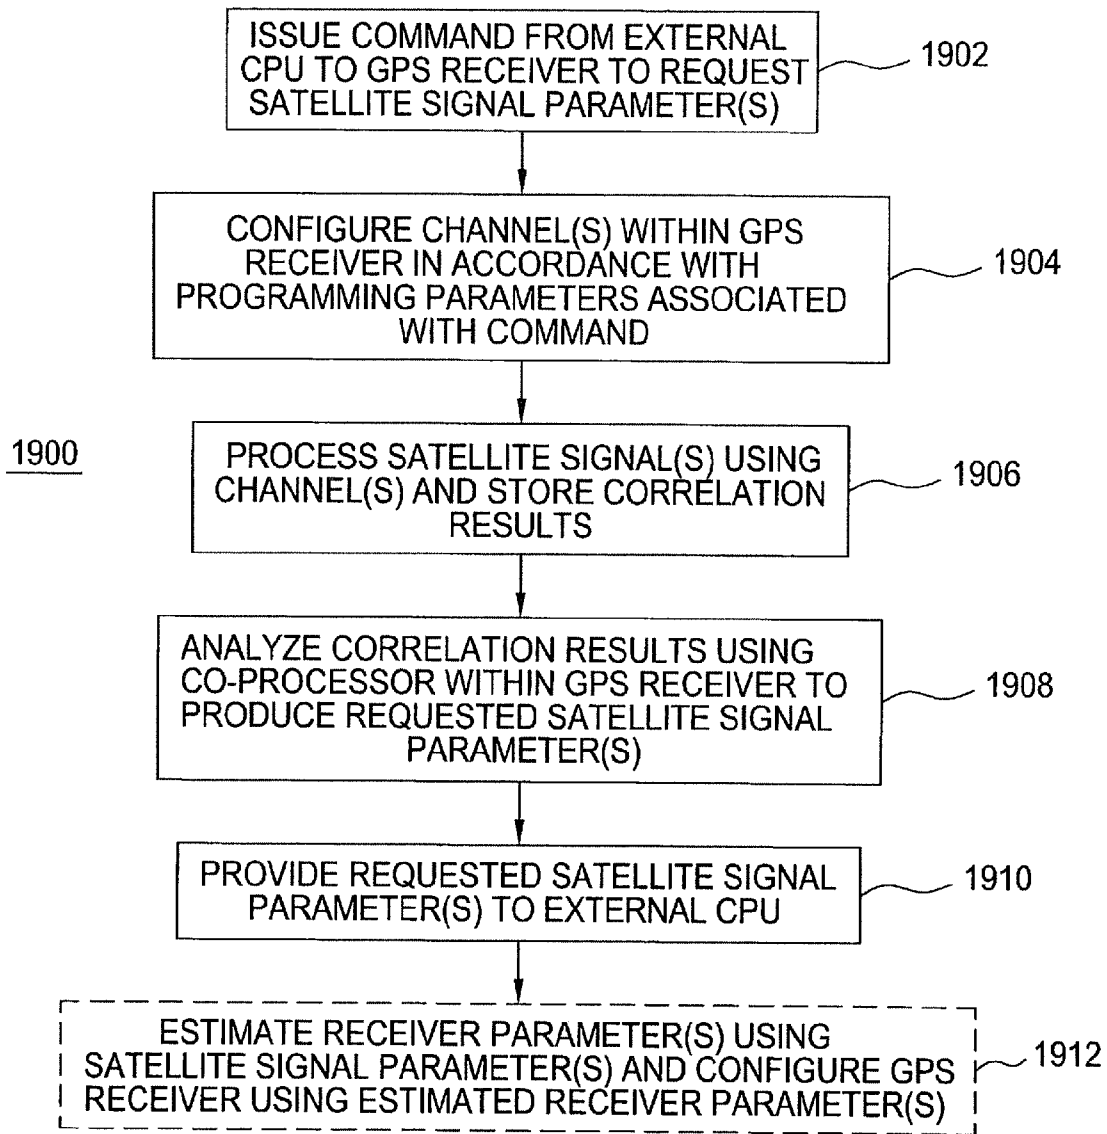 ISSUE COMMAND FROM EXTERNAL
CPU TO GPS RECEIVER TO REQUEST
SATELLITE SIGNAL PARAMETER(S)
1902
CONFIGURE CHANNEL(S) WITHIN GPS
RECEIVER IN ACCORDANCE WITH
PROGRAMMING PARAMETERS ASSOCIATED
WITH COMMAND
1904
1900
PROCESS SATELLITE SIGNAL(S) USING
CHANNEL(S) AND STORE CORRELATION
RESULTS
1906
ANALYZE CORRELATION RESULTS USING
CO-PROCESSOR WITHIN GPS RECEIVER TO
PRODUCE REQUESTED SATELLITE SIGNAL
PARAMETER(S)
1908
PROVIDE REQUESTED SATELLITE SIGNAL
PARAMETER(S) TO EXTERNAL CPU
1910
ESTIMATE RECEIVER PARAMETER(S) USING
SATELLITE SIGNAL PARAMETER(S) AND CONFIGURE GPS
RECEIVER USING ESTIMATED RECEIVER PARAMETER(S)
1912